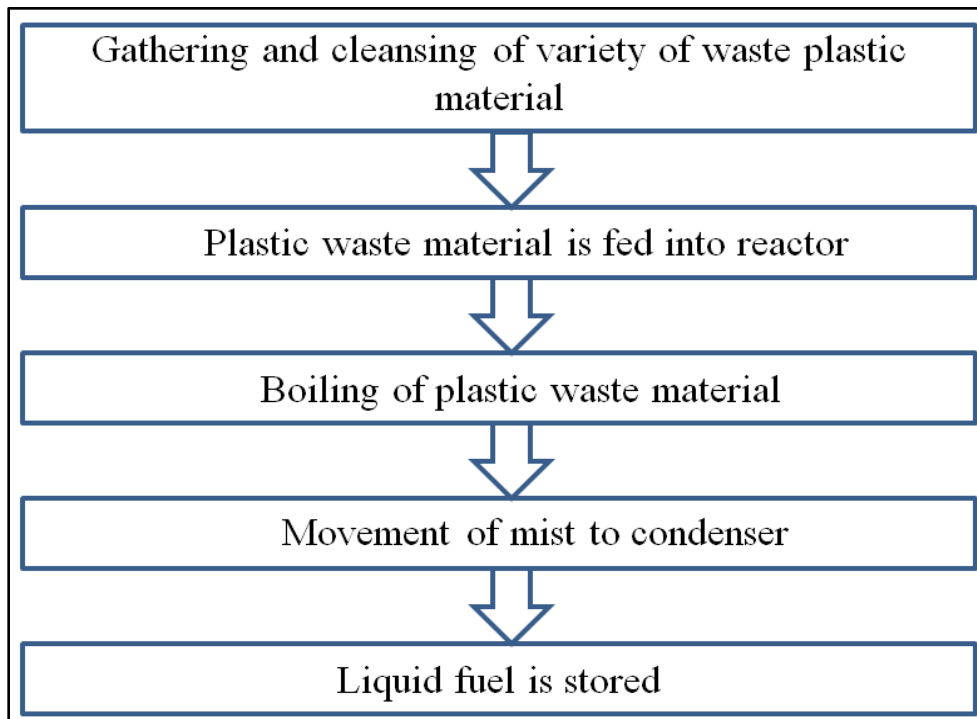 Gathering and cleansing of variety of waste plastic
material
Plastic waste material is fed into reactor
Boiling of plastic waste material
Movement of mist to condenser
Liquid fuel is stored